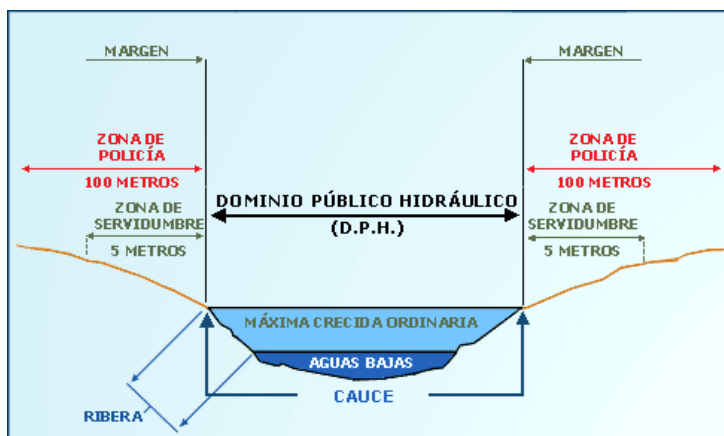 MARGEN
MARGEN
ZONA DE
POLICÍA
100 METROS
ZONA DE
POLICÍA
100 METROS
DOMINIO PÚBLICO HIDRÁULICO
(D.P.H.)
ZONA DE
SERVIDUMBRE
5 METROS
ZONA DE
SERVIDUMBRE
5 METROS
MÁXIMA CRECIDA ORDINARIA
AGUAS BAJAS
CAUCE
RIBERA